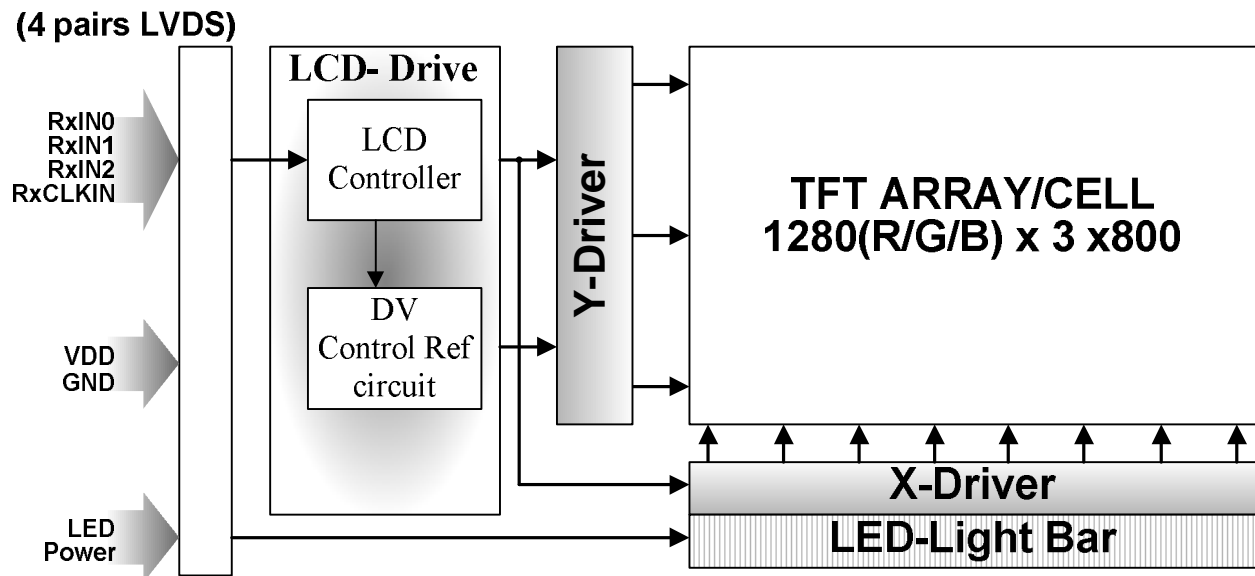 (4 pairs LVDS)
RxIN0
RxIN1
RxIN2
RxCLKIN
VDD
GND
LED
Power
LCD- Drive
LCD
Controller
DV
Control Ref
circuit
Y-Driver
TFT ARRAY/CELL
1280(R/G/B) x 3 x800
X-Driver
LED-Light Bar